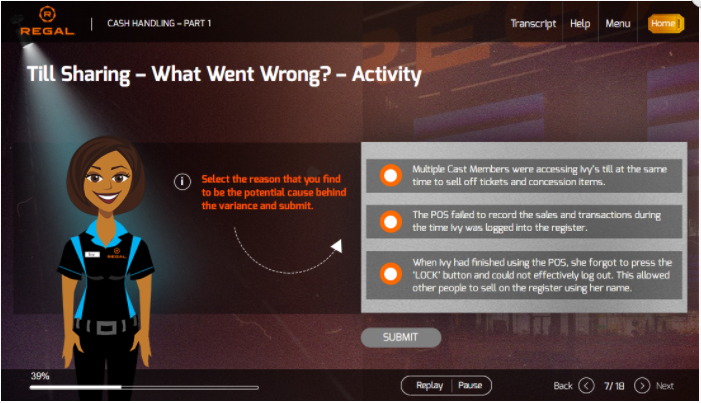 REGAL
CASH HANDLING – PART 1
Transcript
Help
Menu
Home
Till Sharing – What Went Wrong? – Activity
i
Select the reason that you find
to be the potential cause behind
the variance and submit.
Multiple Cast Members were accessing Ivy's till at the same
time to sell off tickets and concession items.
The POS failed to record the sales and transactions during
the time Ivy was logged into the register.
When Ivy had finished using the POS, she forgot to press the
'LOCK' button and could not effectively log out. This allowed
other people to sell on the register using her name.
Ivy
REGAL
SUBMIT
39%
Replay
Pause
Back
7/18
Next